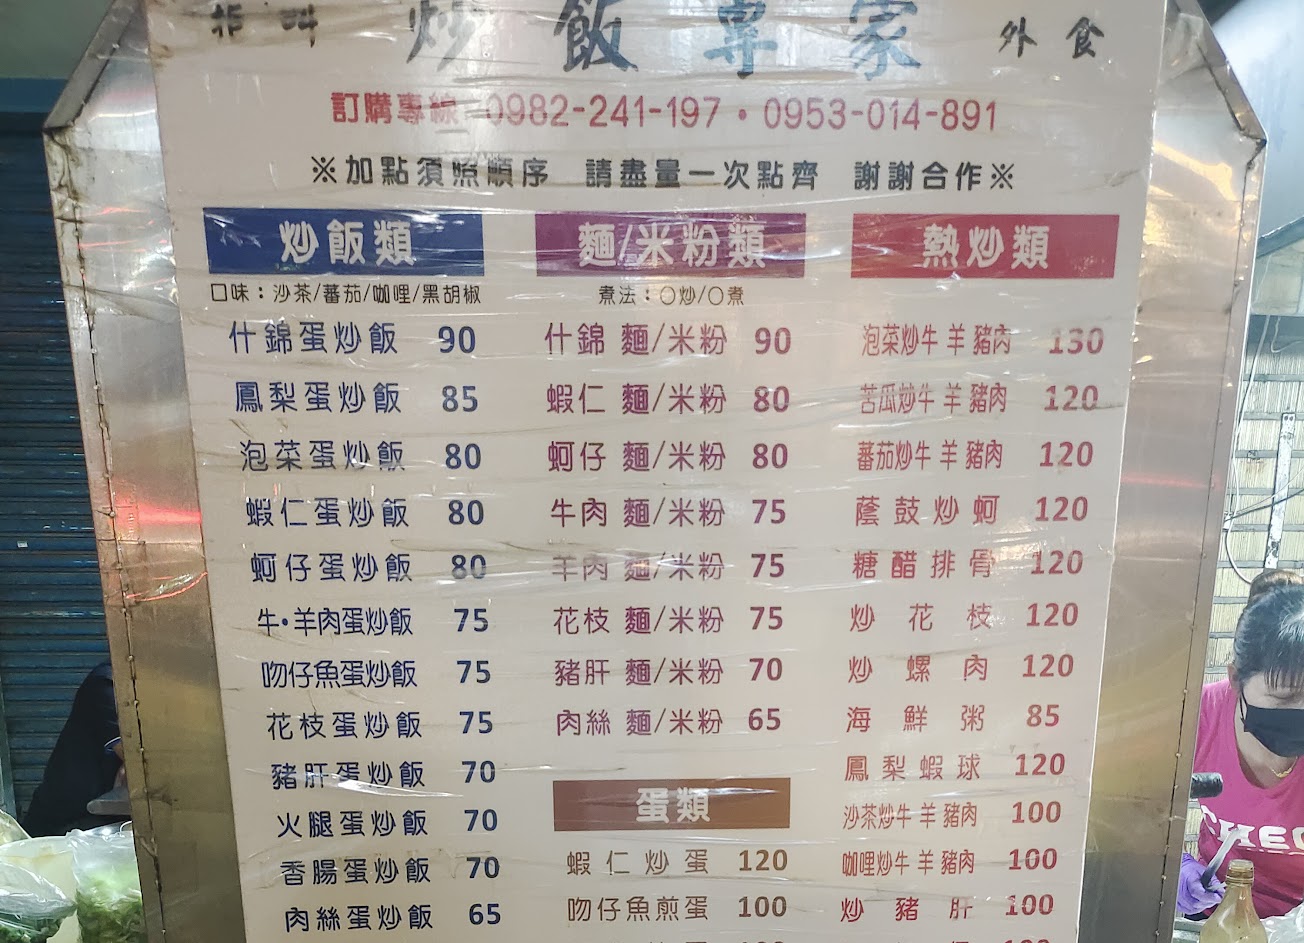 炒飯專家 外食
訂購專線 0982-241-197・0953-014-891
※加點須照順序 請盡量一次點齊 謝謝合作※
炒飯類
口味：沙茶/蕃茄/咖哩/黑胡椒
什錦蛋炒飯 90
鳳梨蛋炒飯 85
泡菜蛋炒飯 80
蝦仁蛋炒飯 80
蚵仔蛋炒飯 80
牛・羊肉蛋炒飯 75
吻仔魚蛋炒飯 75
花枝蛋炒飯 75
豬肝蛋炒飯 70
火腿蛋炒飯 70
香腸蛋炒飯 70
肉絲蛋炒飯 65
麵/米粉類
煮法：〇炒/〇煮
什錦 麵/米粉 90
蝦仁 麵/米粉 80
蚵仔 麵/米粉 80
牛肉 麵/米粉 75
羊肉 麵/米粉 75
花枝 麵/米粉 75
豬肝 麵/米粉 70
肉絲 麵/米粉 65
蛋類
蝦仁炒蛋 120
吻仔魚煎蛋 100
熱炒類
泡菜炒牛羊豬肉 130
苦瓜炒牛羊豬肉 120
蕃茄炒牛羊豬肉 120
蔭鼓炒蚵 120
糖醋排骨 120
炒花枝 120
炒螺肉 120
海鮮粥 85
鳳梨蝦球 120
沙茶炒牛羊豬肉 100
咖哩炒牛羊豬肉 100
炒豬肝 100